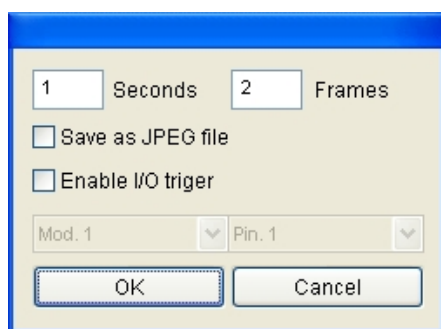 1 Seconds 2 Frames
Save as JPEG file
Enable I/O triger
Mod. 1 Pin. 1
OK Cancel